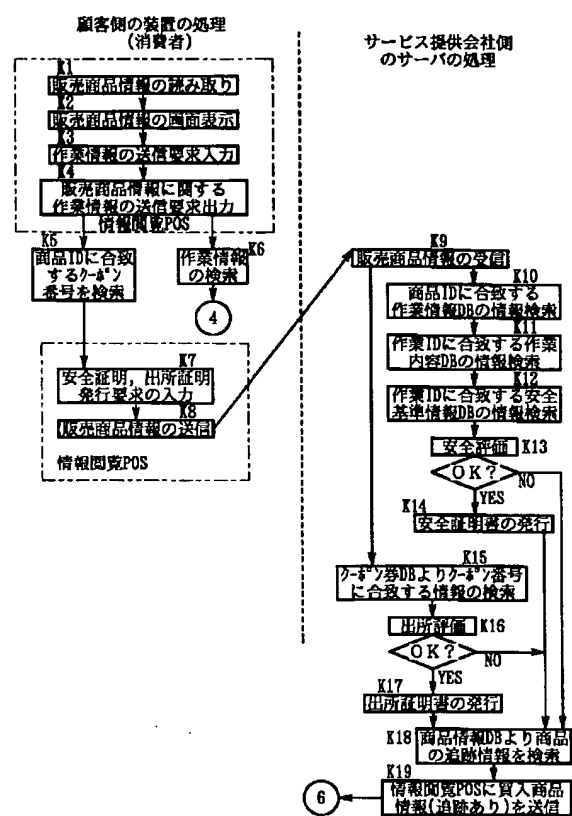 顧客側の装置の処理
(消費者)
サービス提供会社側
のサーバの処理
K1
販売商品情報の読み取り
K2
販売商品情報の画面表示
K3
作業情報の送信要求入力
K4
販売商品情報に関する
作業情報の送信要求出力
情報閲覧POS
K5
商品IDに合致
するクーポン
番号を検索
K6
作業情報
の検索
4
K7
安全証明,出所証明
発行要求の入力
K8
販売商品情報の送信
情報閲覧POS
K9
販売商品情報の受信
K10
商品IDに合致する
作業情報DBの情報検索
K11
作業IDに合致する作業
内容DBの情報検索
K12
作業IDに合致する安全
基準情報DBの情報検索
安全評価 K13
OK?
NO
YES
K14
安全証明書の発行
K15
クーポン券DBよりクーポン番号
に合致する情報の検索
出所評価 K16
OK?
NO
YES
K17
出所証明書の発行
K18
商品情報DBより商品
の追跡情報を検索
K19
情報閲覧POSに買入商品
情報(追跡あり)を送信
6